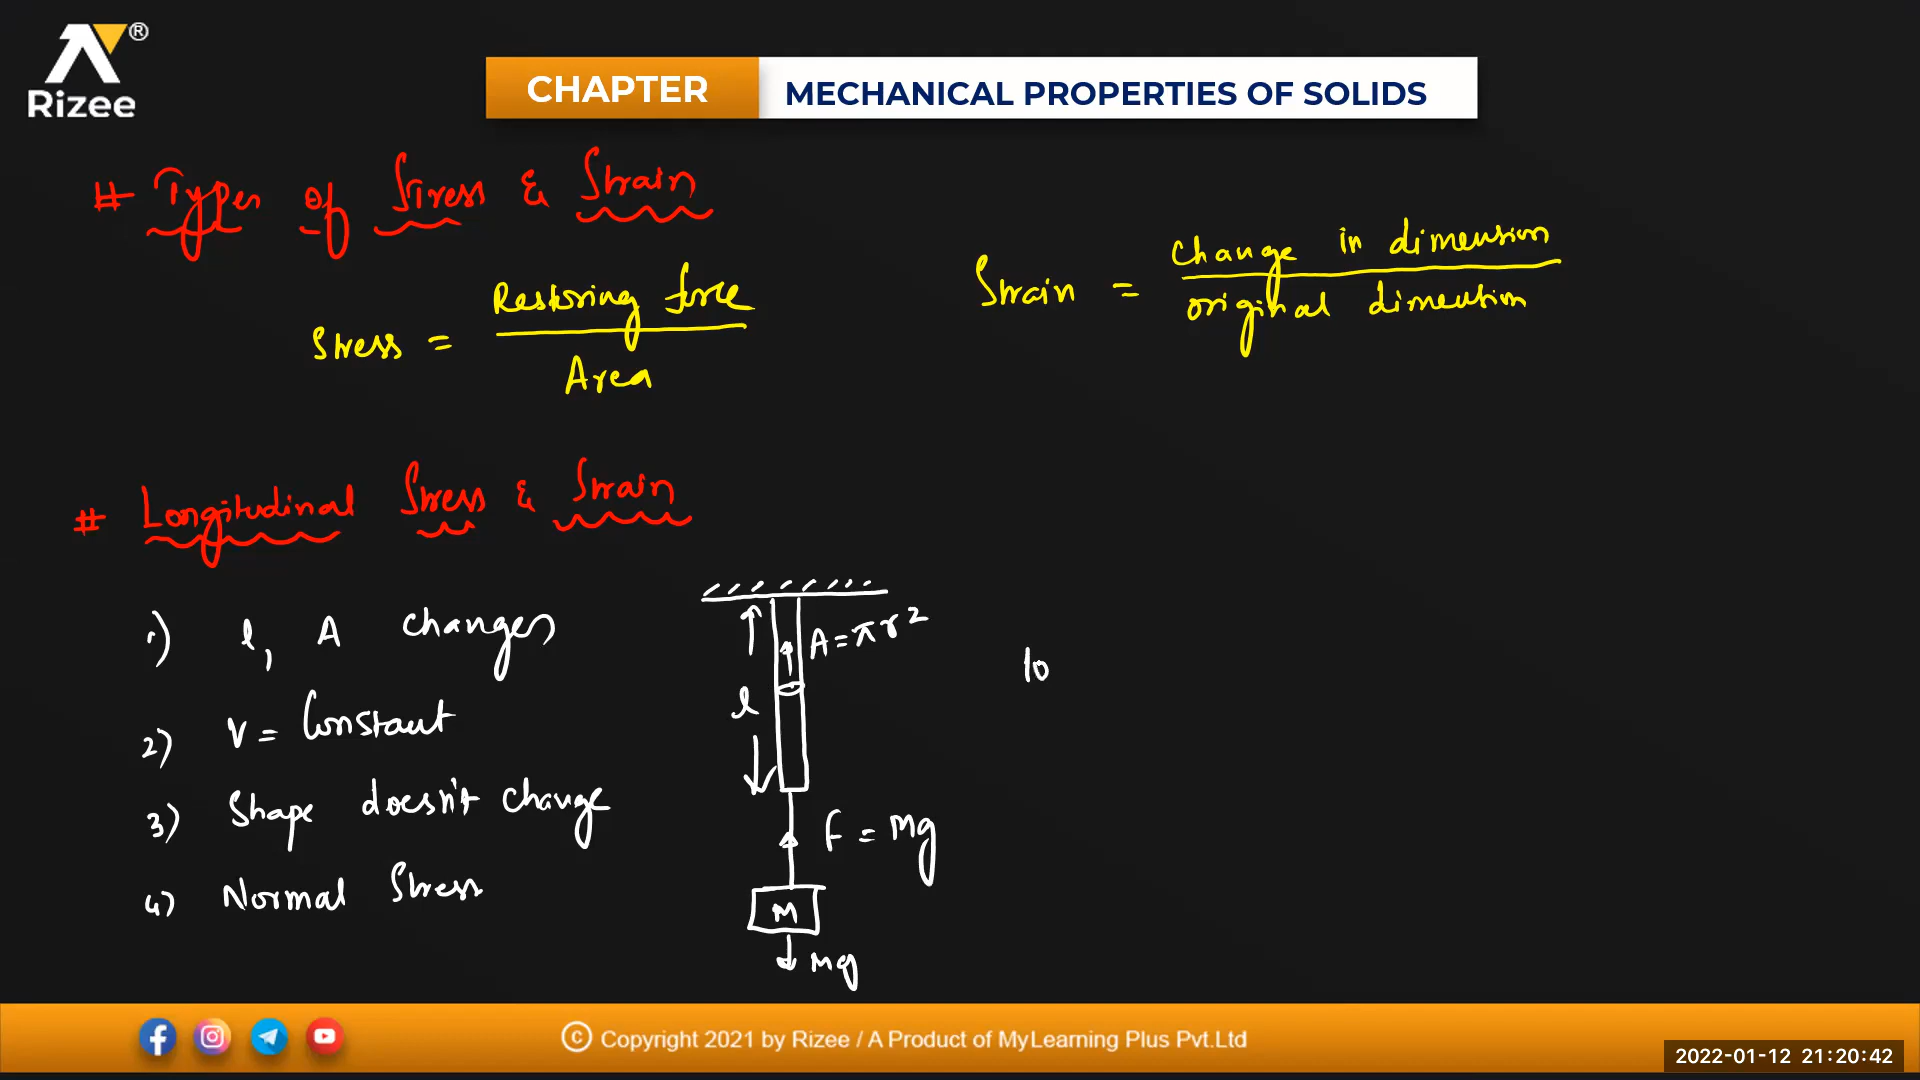 Rizee®
CHAPTER MECHANICAL PROPERTIES OF SOLIDS
# Types of Stress & Strain
Stress = Restoring force / Area
Strain = Change in dimension / original dimension
# Longitudinal Stress & Strain
1) l, A changes
2) V = Constant
3) Shape doesn't change
4) Normal Stress
A = πr²
l
F = Mg
M
Mg
lo
© Copyright 2021 by Rizee / A Product of MyLearning Plus Pvt.Ltd
2022-01-12 21:20:42